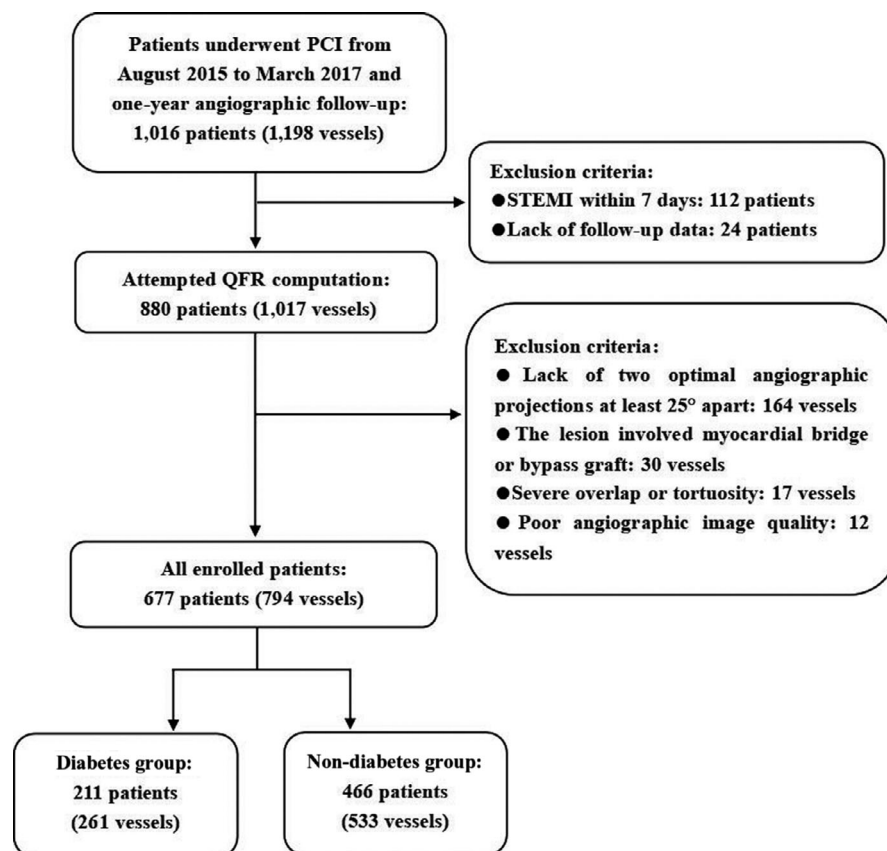 Patients underwent PCI from
August 2015 to March 2017 and
one-year angiographic follow-up:
1,016 patients (1,198 vessels)
Exclusion criteria:
●STEMI within 7 days: 112 patients
●Lack of follow-up data: 24 patients
Attempted QFR computation:
880 patients (1,017 vessels)
Exclusion criteria:
● Lack of two optimal angiographic
projections at least 25° apart: 164 vessels
●The lesion involved myocardial bridge
or bypass graft: 30 vessels
●Severe overlap or tortuosity: 17 vessels
● Poor angiographic image quality: 12
vessels
All enrolled patients:
677 patients (794 vessels)
Diabetes group:
211 patients
(261 vessels)
Non-diabetes group:
466 patients
(533 vessels)